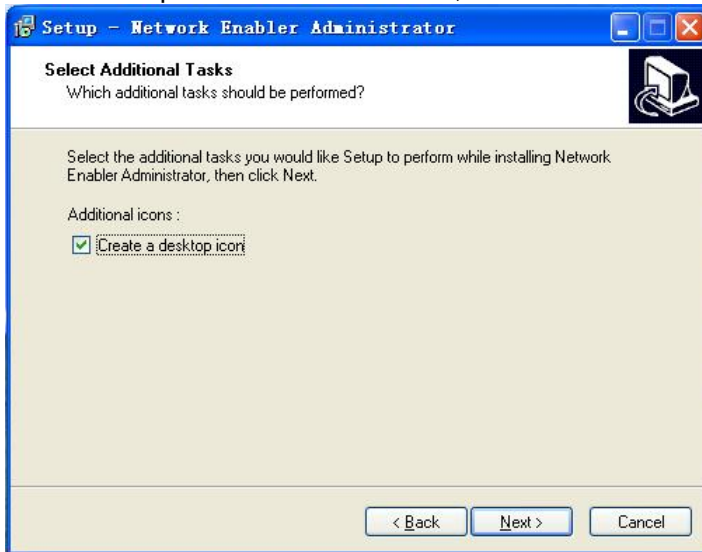 Setup - Network Enabler Administrator
Select Additional Tasks
Which additional tasks should be performed?
Select the additional tasks you would like Setup to perform while installing Network
Enabler Administrator, then click Next.
Additional icons :
Create a desktop icon
< Back
Next >
Cancel